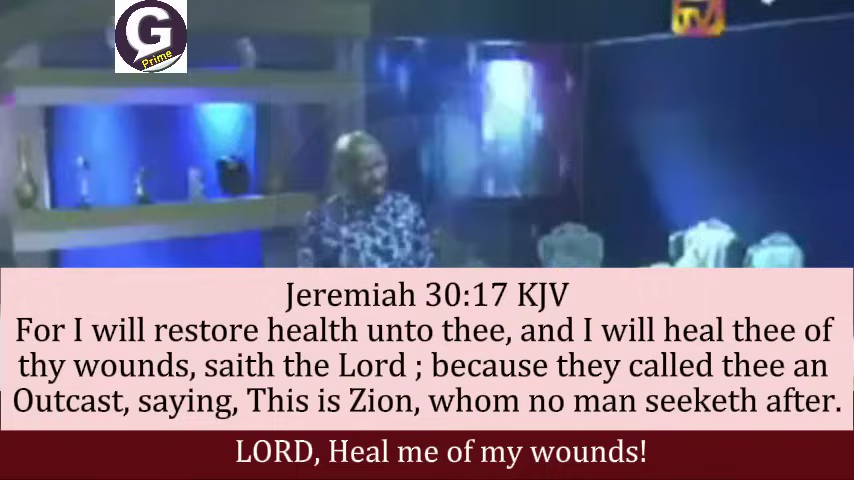 G
Prime
TV
Jeremiah 30:17 KJV
For I will restore health unto thee, and I will heal thee of
thy wounds, saith the Lord ; because they called thee an
Outcast, saying, This is Zion, whom no man seeketh after.
LORD, Heal me of my wounds!